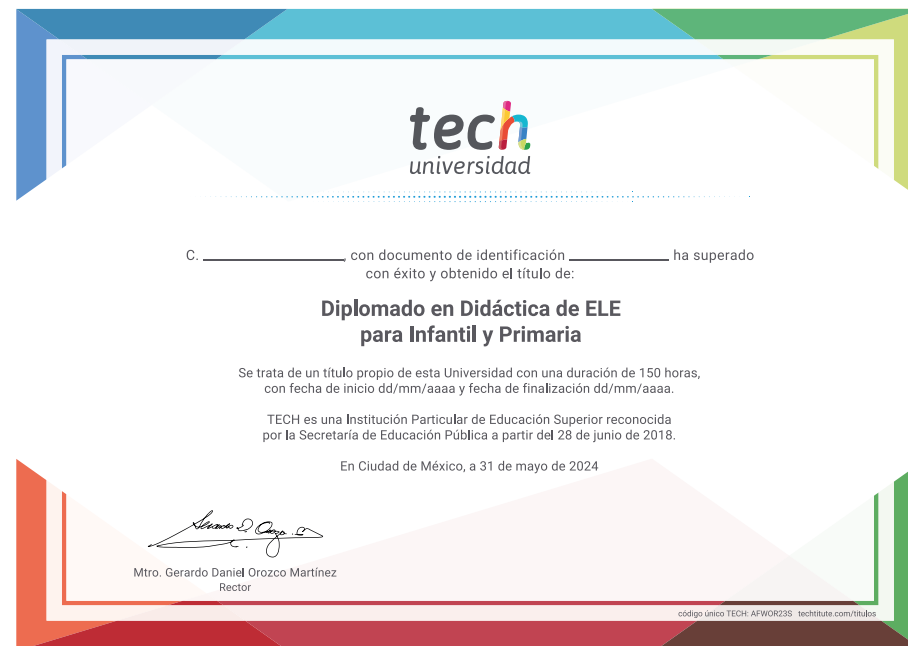 tech
universidad
C. ____________, con documento de identificación ____________ ha superado
con éxito y obtenido el título de:
Diplomado en Didáctica de ELE
para Infantil y Primaria
Se trata de un título propio de esta Universidad con una duración de 150 horas,
con fecha de inicio dd/mm/aaaa y fecha de finalización dd/mm/aaaa.
TECH es una Institución Particular de Educación Superior reconocida
por la Secretaría de Educación Pública a partir del 28 de junio de 2018.
En Ciudad de México, a 31 de mayo de 2024
Mtro. Gerardo Daniel Orozco Martínez
Rector
código único TECH: AFWOR23S techtitute.com/titulos